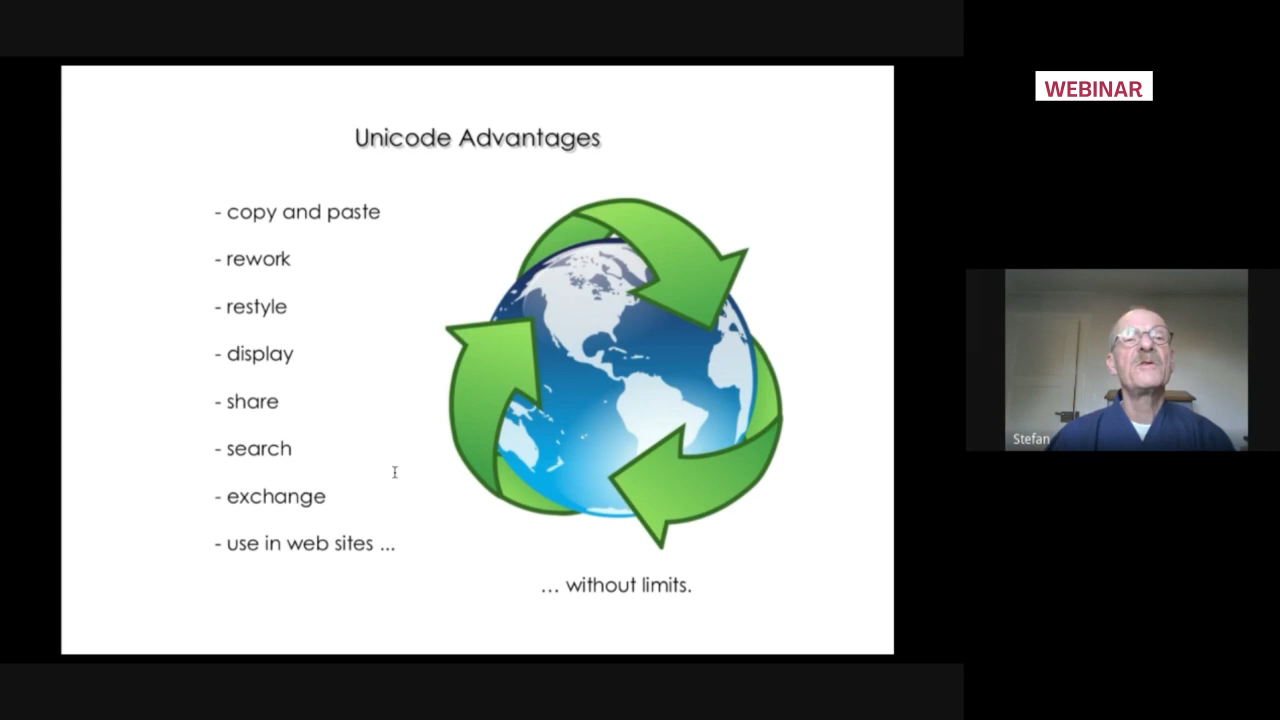 WEBINAR
Unicode Advantages
- copy and paste
- rework
- restyle
- display
- share
- search
- exchange
- use in web sites ...
... without limits.
Stefan